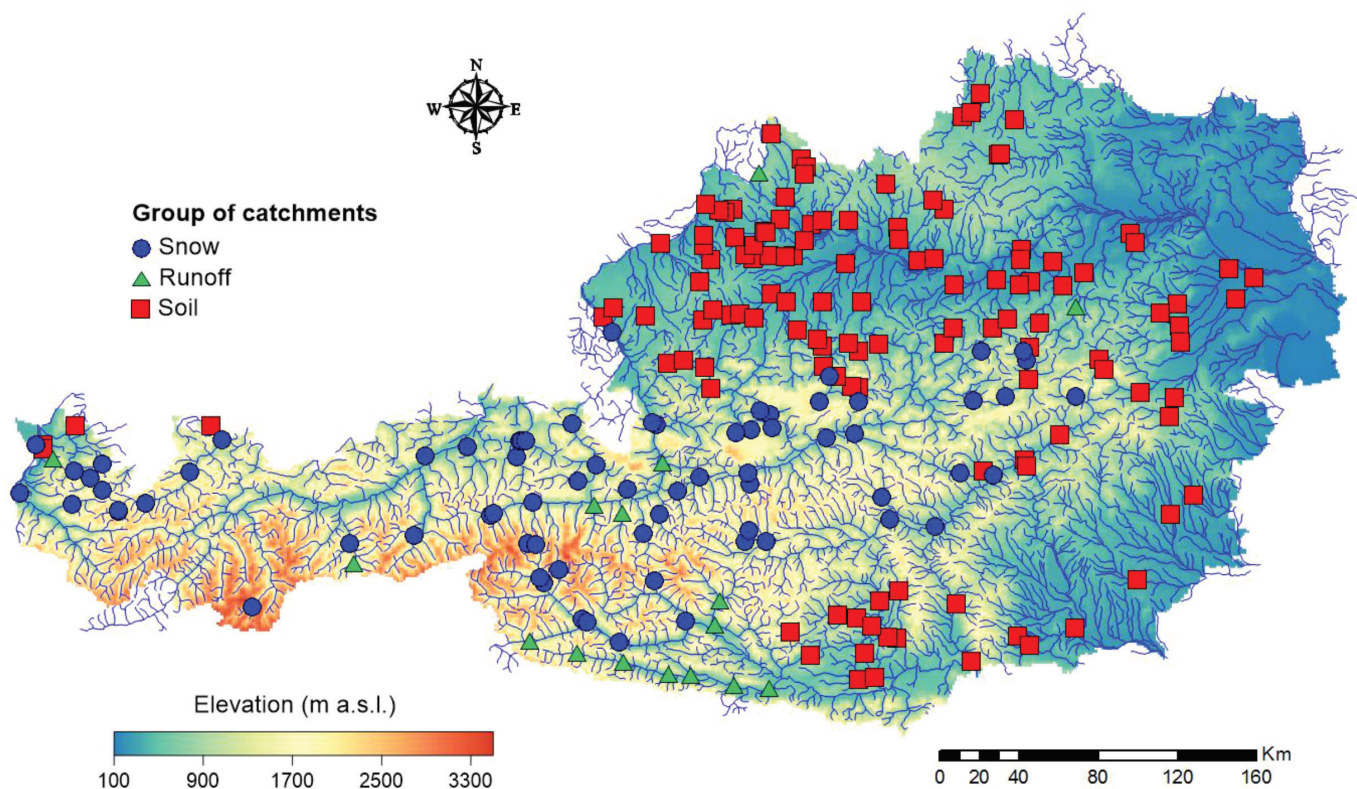 N
W E
S
Group of catchments
Snow
Runoff
Soil
Elevation (m a.s.l.)
100 900 1700 2500 3300
Km
0 20 40 80 120 160